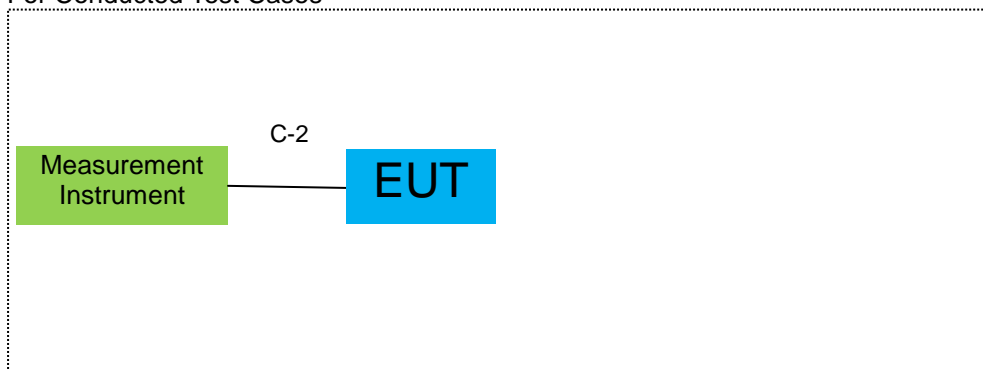 For Conducted Test Cases
C-2
Measurement
Instrument
EUT